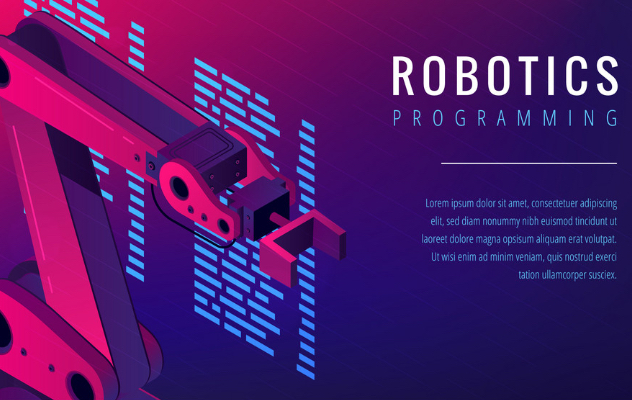 ROBOTICS
PROGRAMMING
Lorem ipsum dolor sit amet, consectetuer adipiscing
elit, sed diam nonummy nibh euismod tincidunt ut
laoreet dolore magna opsisum aliquam erat volutpat.
Ut wisi enim ad minim veniam, quis nostrud exerci
tation ullamcorper susciex.